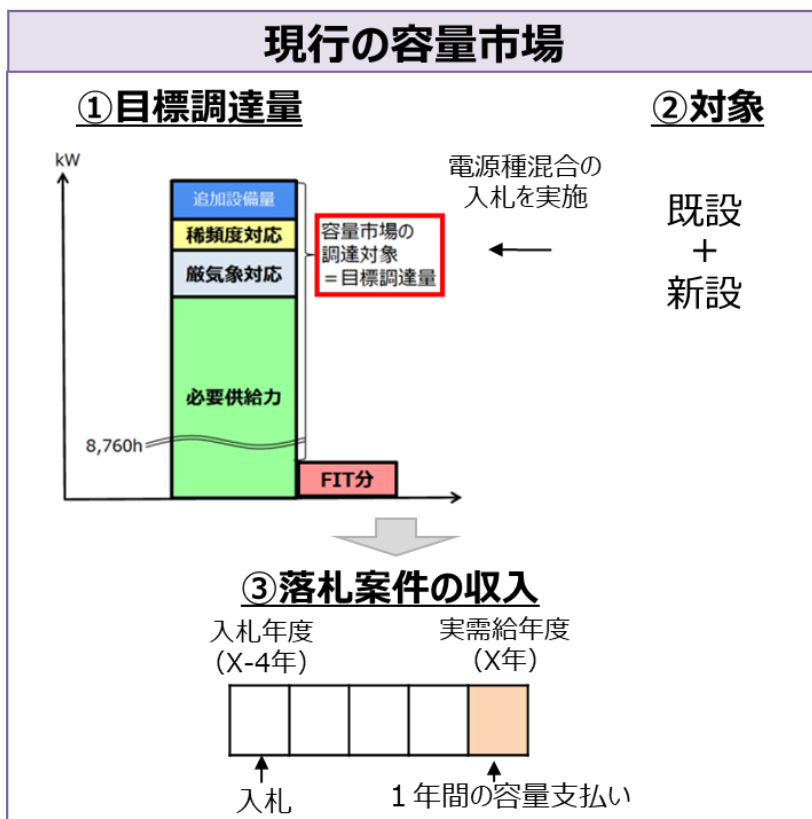 現行の容量市場
①目標調達量
②対象
kW
追加設備量
稀頻度対応
厳気象対応
必要供給力
8,760h
FIT分
容量市場の
調達対象
＝目標調達量
電源種混合の
入札を実施
既設
＋
新設
③落札案件の収入
入札年度
（X-4年）
実需給年度
（X年）
入札
１年間の容量支払い